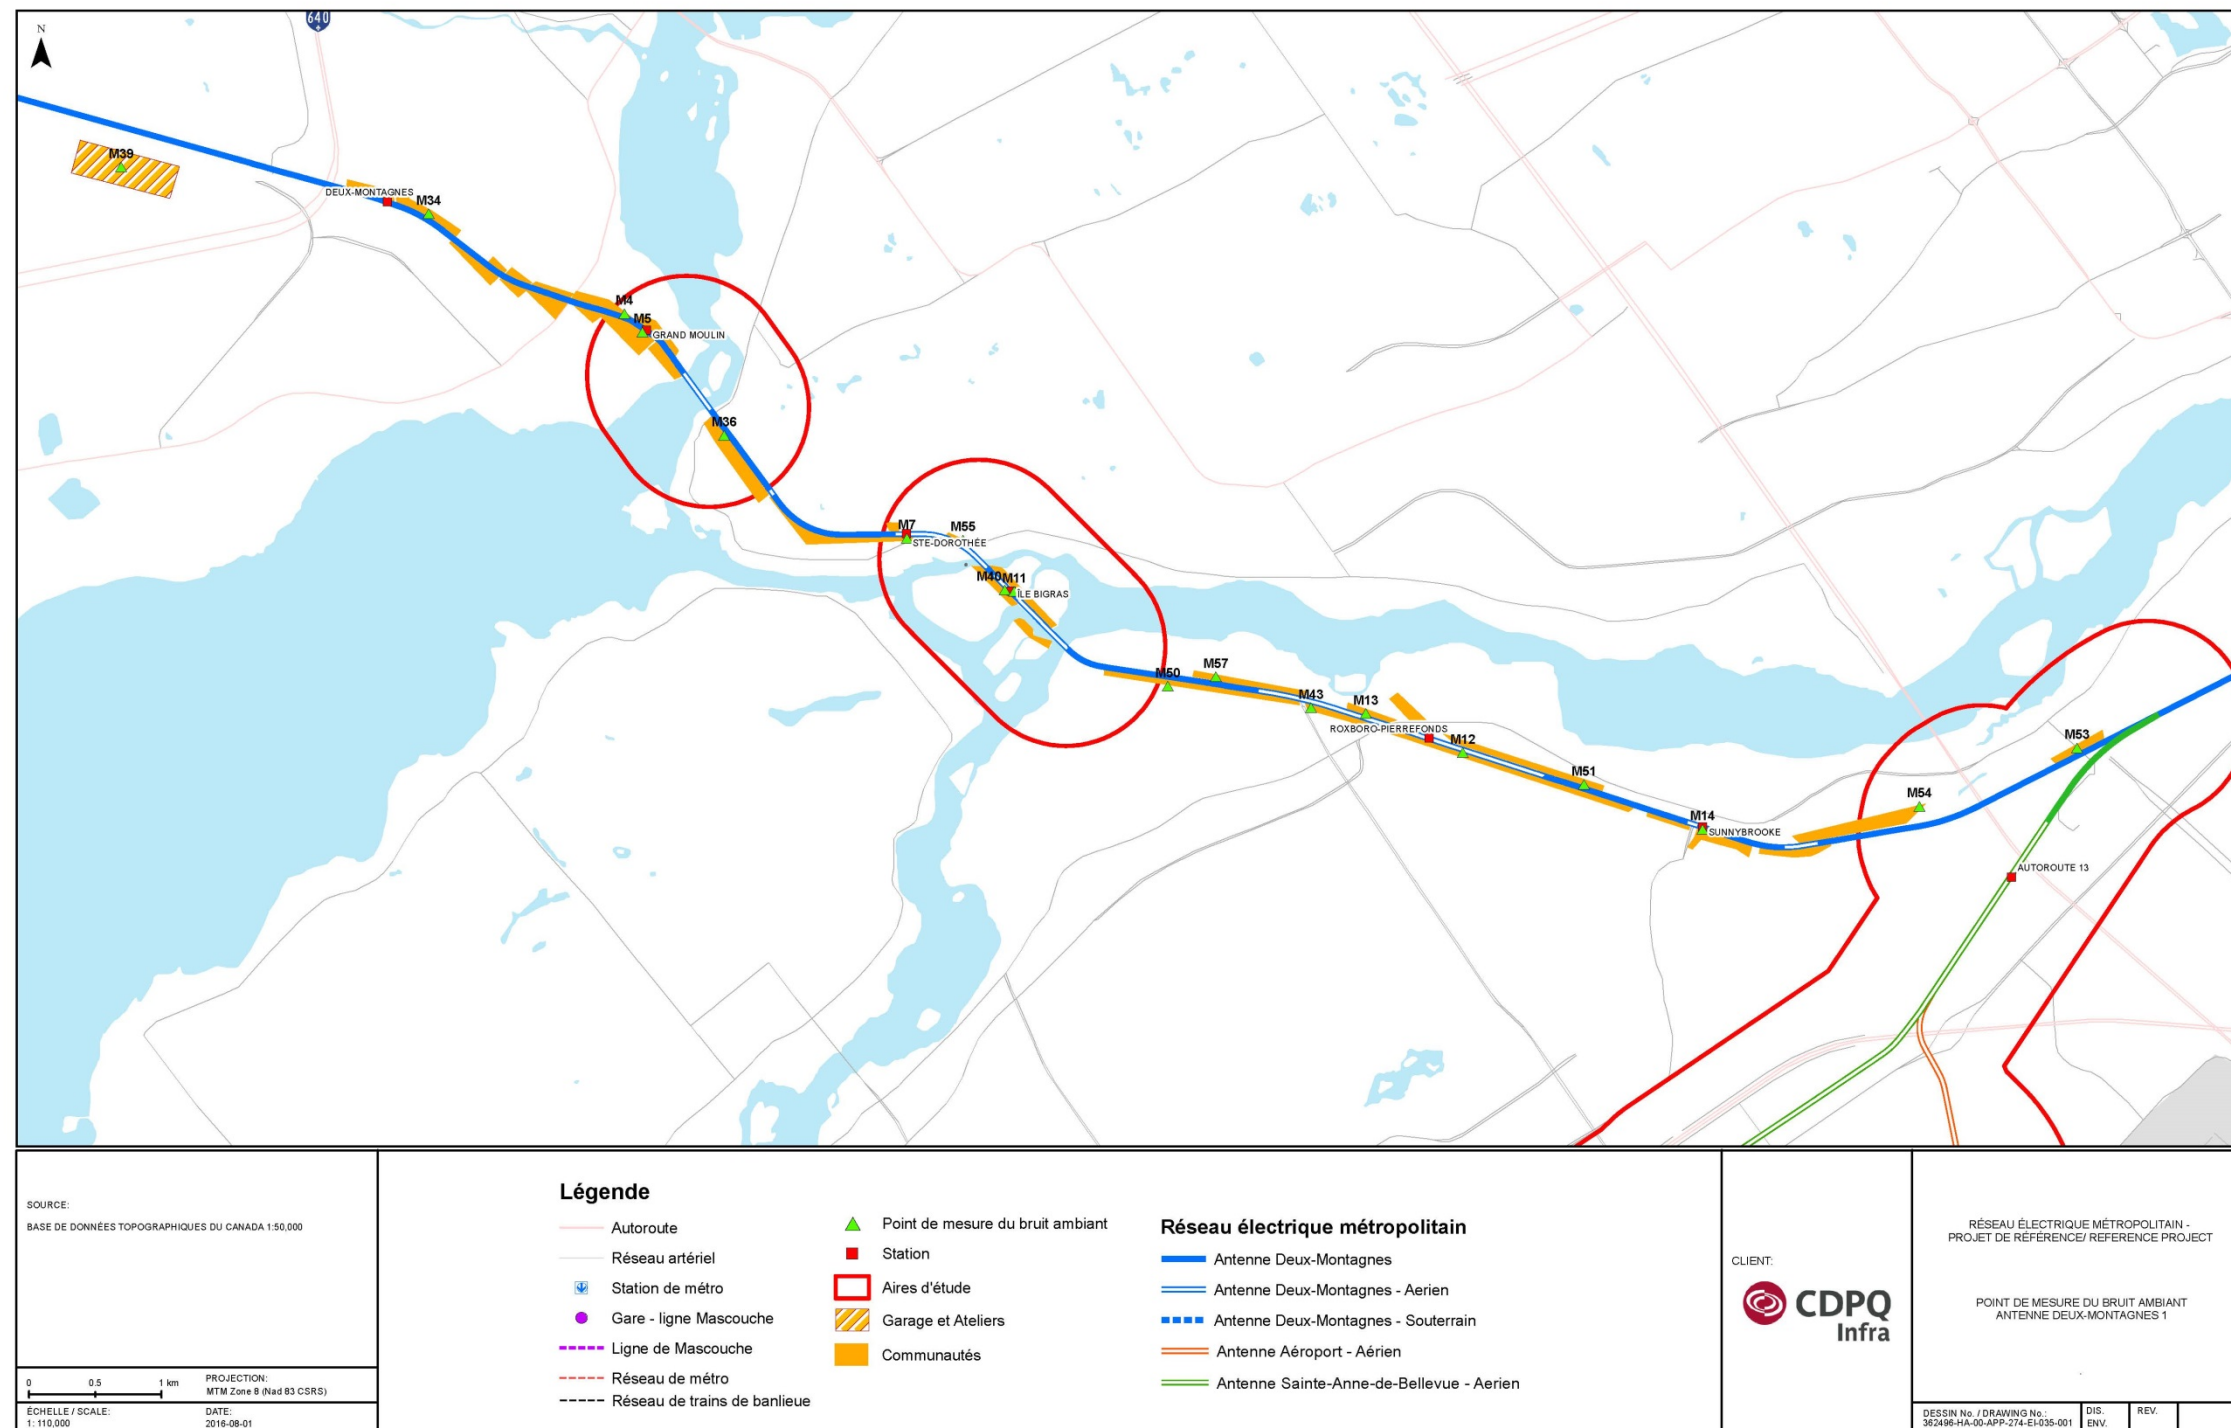 640
N
M39
DEUX-MONTAGNES
M34
M4
M5
GRAND MOULIN
M36
M7
M55
STE-DOROTHÉE
M40
M11
ÎLE BIGRAS
M50
M57
M43
M13
ROXBORO-PIERREFONDS
M12
M51
M14
SUNNYBROOKE
M53
M54
AUTOROUTE 13
SOURCE:
BASE DE DONNÉES TOPOGRAPHIQUES DU CANADA 1:50,000
0 0.5 1 km
PROJECTION:
MTM Zone 8 (Nad 83 CSRS)
ÉCHELLE / SCALE:
1: 110,000
DATE:
2016-08-01
Légende
Autoroute
Réseau artériel
Station de métro
Gare - ligne Mascouche
Ligne de Mascouche
Réseau de métro
Réseau de trains de banlieue
Point de mesure du bruit ambiant
Station
Aires d'étude
Garage et Ateliers
Communautés
Réseau électrique métropolitain
Antenne Deux-Montagnes
Antenne Deux-Montagnes - Aerien
Antenne Deux-Montagnes - Souterrain
Antenne Aéroport - Aérien
Antenne Sainte-Anne-de-Bellevue - Aerien
CLIENT:
CDPQ
Infra
RÉSEAU ÉLECTRIQUE MÉTROPOLITAIN -
PROJET DE RÉFÉRENCE/ REFERENCE PROJECT
POINT DE MESURE DU BRUIT AMBIANT
ANTENNE DEUX-MONTAGNES 1
DESSIN No. / DRAWING No.:
362496-HA-00-APP-274-EI-035-001
DIS.
ENV.
REV.